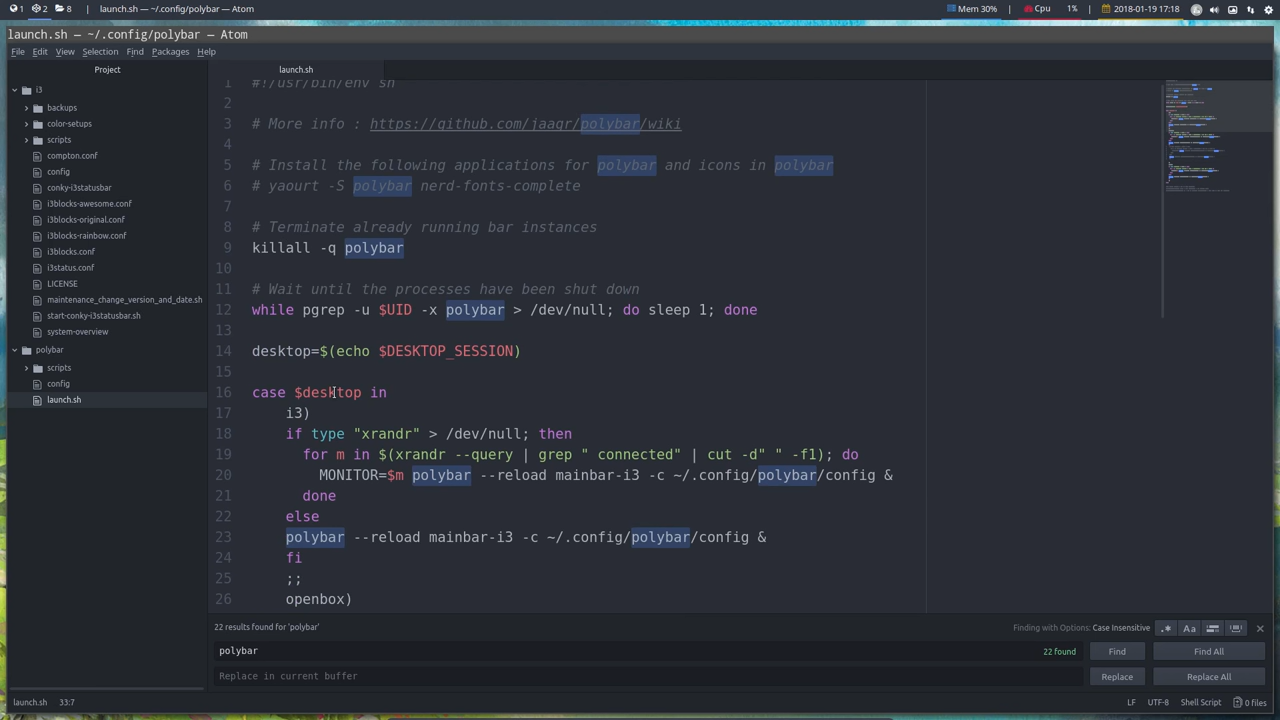 1 2 8 launch.sh — ~/.config/polybar — Atom Mem 30% Cpu 1% 2018-01-19 17:18
launch.sh — ~/.config/polybar — Atom
File Edit View Selection Find Packages Help
Project
i3
backups
color-setups
scripts
compton.conf
config
conky-i3statusbar
i3blocks-awesome.conf
i3blocks-original.conf
i3blocks-rainbow.conf
i3blocks.conf
i3status.conf
LICENSE
maintenance_change_version_and_date.sh
start-conky-i3statusbar.sh
system-overview
polybar
scripts
config
launch.sh
launch.sh
1 #!/usr/bin/env sh
2
3 # More info : https://github.com/jaagr/polybar/wiki
4
5 # Install the following applications for polybar and icons in polybar
6 # yaourt -S polybar nerd-fonts-complete
7
8 # Terminate already running bar instances
9 killall -q polybar
10
11 # Wait until the processes have been shut down
12 while pgrep -u $UID -x polybar > /dev/null; do sleep 1; done
13
14 desktop=$(echo $DESKTOP_SESSION)
15
16 case $desktop in
17 i3)
18 if type "xrandr" > /dev/null; then
19 for m in $(xrandr --query | grep " connected" | cut -d" " -f1); do
20 MONITOR=$m polybar --reload mainbar-i3 -c ~/.config/polybar/config &
21 done
22 else
23 polybar --reload mainbar-i3 -c ~/.config/polybar/config &
24 fi
25 ;;
26 openbox)
22 results found for 'polybar' Finding with Options: Case Insensitive .* Aa
polybar 22 found Find Find All
Replace in current buffer Replace Replace All
launch.sh 33:7 LF UTF-8 Shell Script 0 files